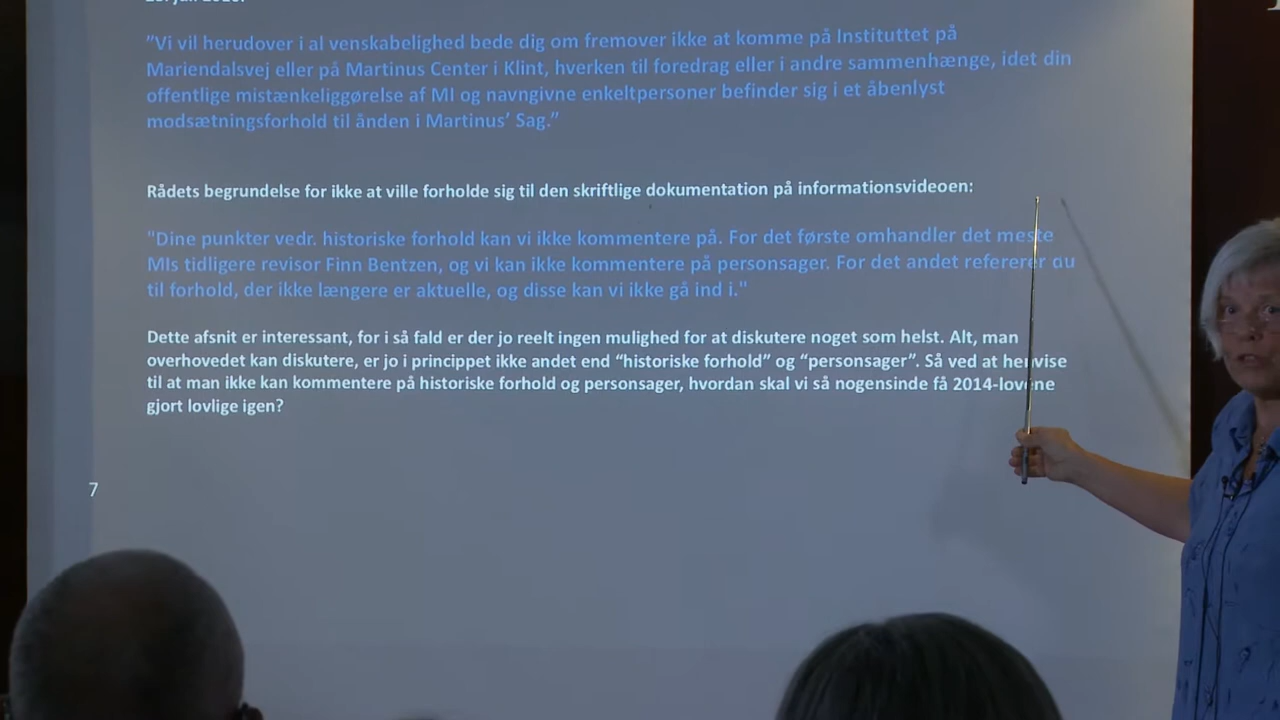 ”Vi vil herudover i al venskabelighed bede dig om fremover ikke at komme på Instituttet på
Mariendalsvej eller på Martinus Center i Klint, hverken til foredrag eller i andre sammenhænge, idet din
offentlige mistænkeliggørelse af MI og navngivne enkeltpersoner befinder sig i et åbenlyst
modsætningsforhold til ånden i Martinus’ Sag.”
Rådets begrundelse for ikke at ville forholde sig til den skriftlige dokumentation på informationsvideoen:
"Dine punkter vedr. historiske forhold kan vi ikke kommentere på. For det første omhandler det meste
MIs tidligere revisor Finn Bentzen, og vi kan ikke kommentere på personsager. For det andet refererer du
til forhold, der ikke længere er aktuelle, og disse kan vi ikke gå ind i."
Dette afsnit er interessant, for i så fald er der jo reelt ingen mulighed for at diskutere noget som helst. Alt, man
overhovedet kan diskutere, er jo i princippet ikke andet end “historiske forhold” og “personsager”. Så ved at henvise
til at man ikke kan kommentere på historiske forhold og personsager, hvordan skal vi så nogensinde få 2014-lovene
gjort lovlige igen?
7